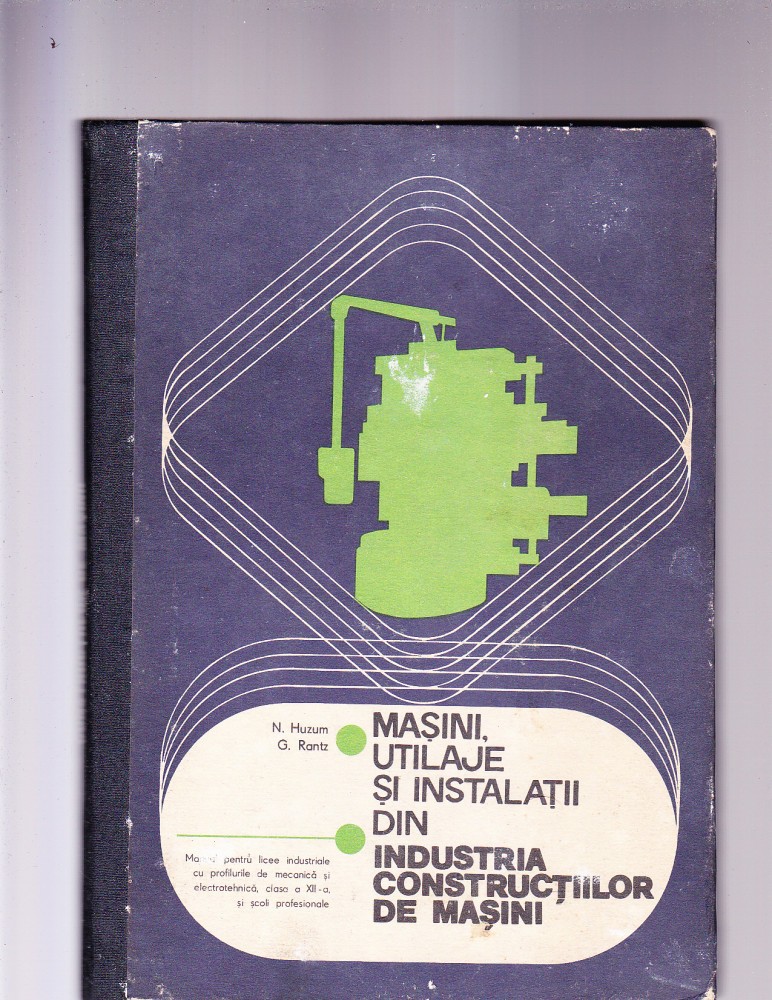 N. Huzum
G. Rantz
MAȘINI,
UTILAJE
ȘI INSTALAȚII
DIN
INDUSTRIA
CONSTRUCȚIILOR
DE MAȘINI
Manual pentru licee industriale
cu profilurile de mecanică și
electrotehnică, clasa a XII-a,
și școli profesionale